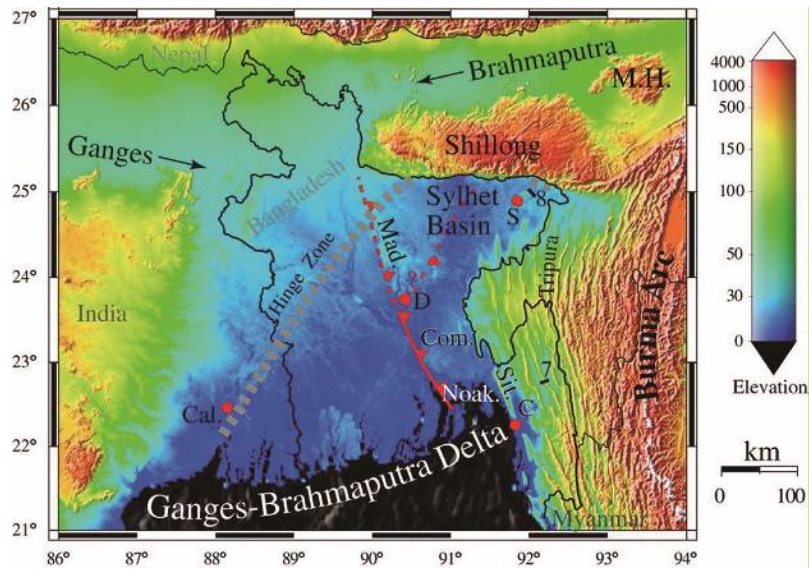 27°
Nepal
Brahmaputra
M.H.
26°
Ganges
Shillong
25°
Bangladesh
Sylhet
Basin
8
S
Mad.
24°
Hinge Zone
??
Tripura
Burma Arc
India
D
23°
Com.
7
Sit.
Noak.
Cal.
C
22°
Ganges-Brahmaputra Delta
21°
Myanmar
86° 87° 88° 89° 90° 91° 92° 93° 94°
4000
1000
500
150
100
50
30
0
Elevation
km
0 100